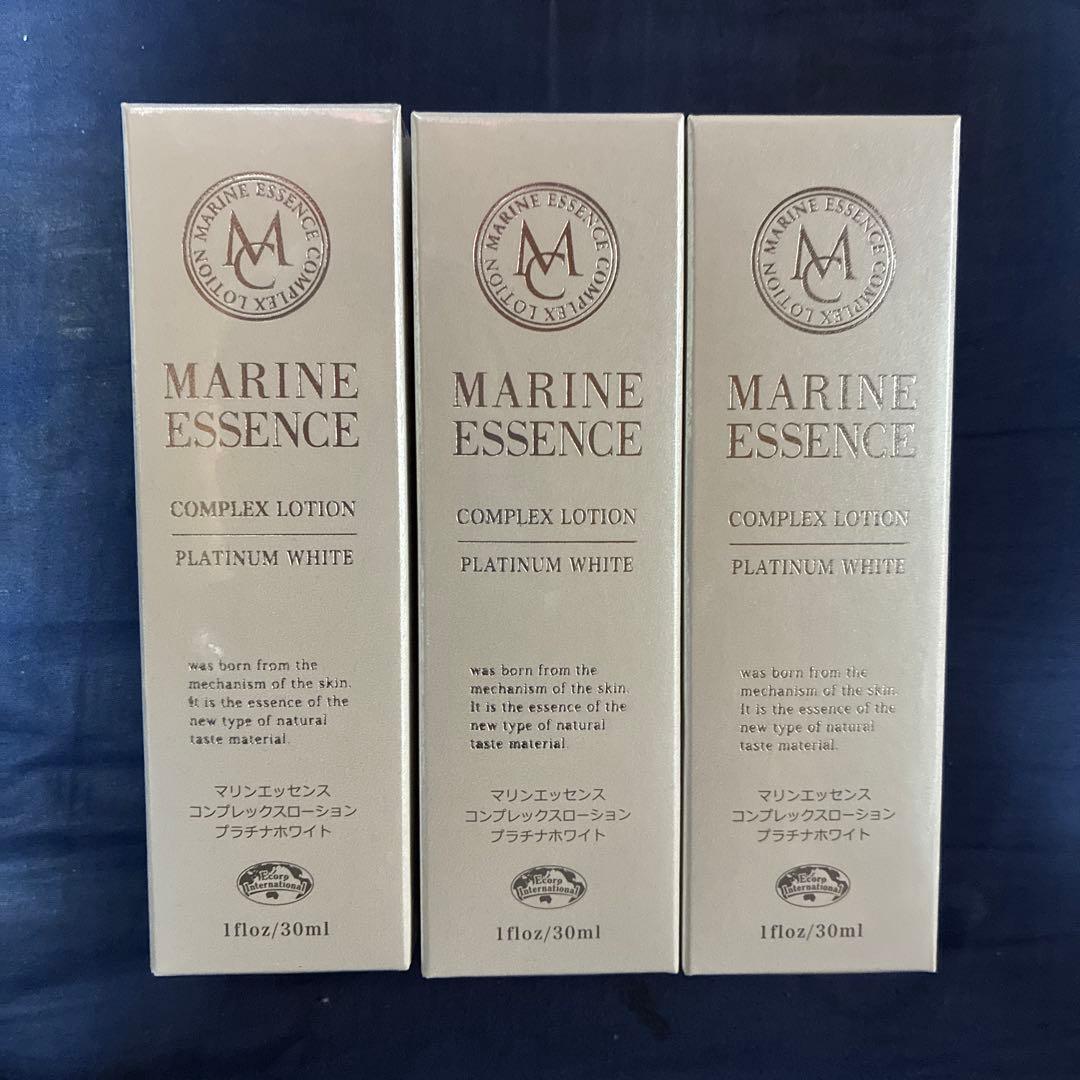 MARINE ESSENCE COMPLEX LOTION
MC
MARINE
ESSENCE
COMPLEX LOTION
PLATINUM WHITE
was born from the
mechanism of the skin.
It is the essence of the
new type of natural
taste material.
マリンエッセンス
コンプレックスローション
プラチナホワイト
Ecorp
International
1floz/30ml
MARINE ESSENCE COMPLEX LOTION
MC
MARINE
ESSENCE
COMPLEX LOTION
PLATINUM WHITE
was born from the
mechanism of the skin.
It is the essence of the
new type of natural
taste material.
マリンエッセンス
コンプレックスローション
プラチナホワイト
Ecorp
International
1floz/30ml
MARINE ESSENCE COMPLEX LOTION
MC
MARINE
ESSENCE
COMPLEX LOTION
PLATINUM WHITE
was born from the
mechanism of the skin.
It is the essence of the
new type of natural
taste material.
マリンエッセンス
コンプレックスローション
プラチナホワイト
Ecorp
International
1floz/30ml